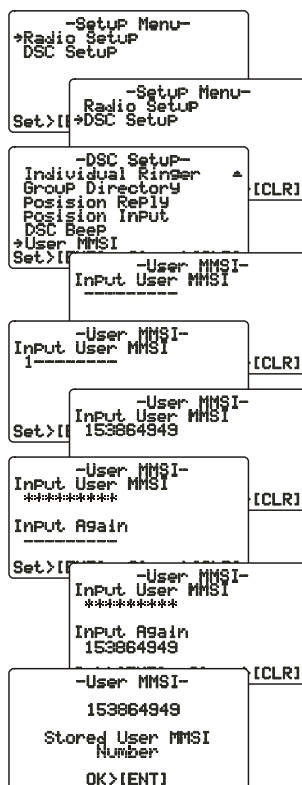 -Setup Menu-
→Radio Setup
DSC Setup
-Setup Menu-
Radio Setup
Set>[E
→DSC Setup
-DSC Setup-
Individual Ringer ▲
Group Directory
[CLR]
Posision Reply
Posision Input
DSC Beep
→User MMSI
Set>[E
-User MMSI-
Input User MMSI
---------
-User MMSI-
Input User MMSI
1--------
[CLR]
-User MMSI-
Input User MMSI
Set>[E
153864949
-User MMSI-
Input User MMSI
*********
[CLR]
Input Again
---------
Set>[E
-User MMSI-
Input User MMSI
*********
Input Again
153864949
[CLR]
-User MMSI-
153864949
Stored User MMSI
Number
OK>[ENT]